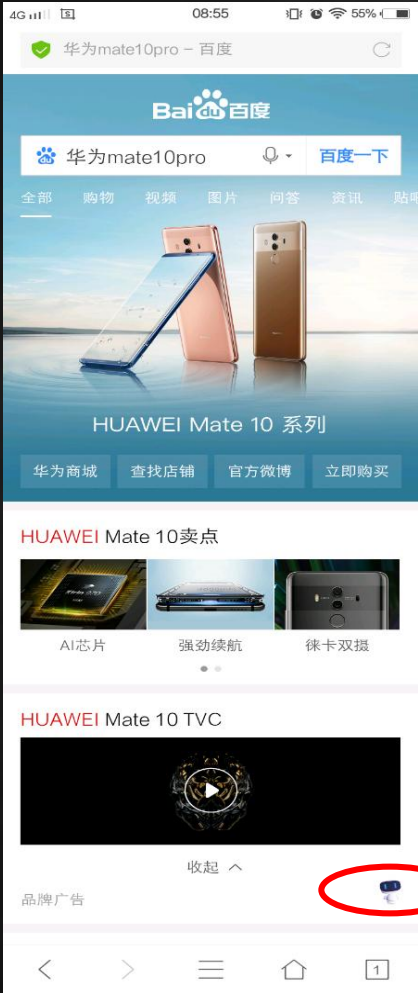 4G 08:55 55%
华为mate10pro - 百度
Bai du 百度
华为mate10pro 百度一下
全部 购物 视频 图片 问答 资讯 贴吧
HUAWEI Mate 10 系列
华为商城 查找店铺 官方微博 立即购买
HUAWEI Mate 10卖点
AI芯片 强劲续航 徕卡双摄
HUAWEI Mate 10 TVC
收起
品牌广告
1